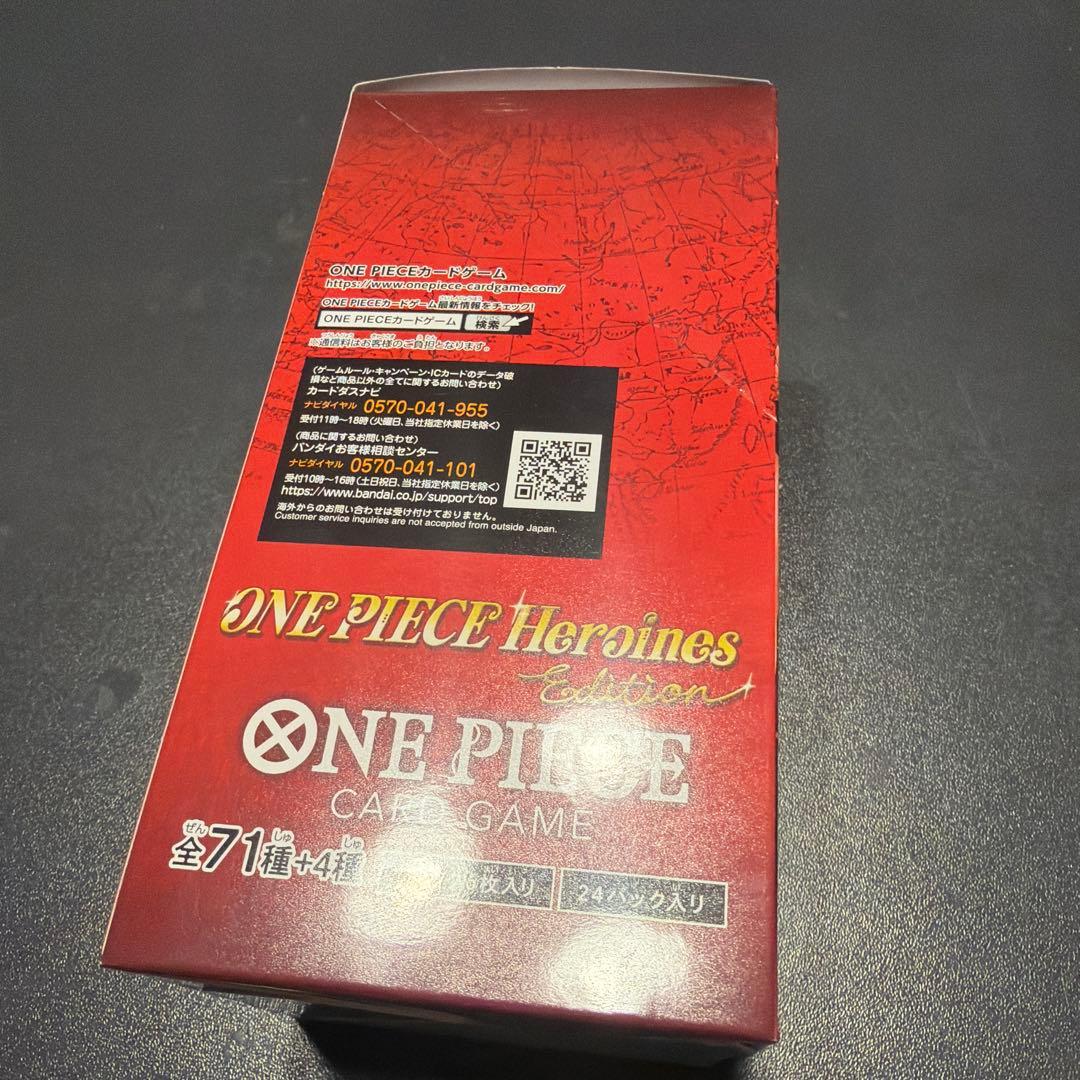 ONE PIECEカードゲーム
https://www.onepiece-cardgame.com/
ONE PIECEカードゲーム最新情報をチェック!
ONE PIECEカードゲーム 検索
※通信料はお客様のご負担となります。
(ゲームルール・キャンペーン・ICカードのデータ破
損など商品以外の全てに関するお問い合わせ)
カードダスナビ
ナビダイヤル 0570-041-955
受付11時〜18時(火曜日、当社指定休業日を除く)
(商品に関するお問い合わせ)
バンダイお客様相談センター
ナビダイヤル 0570-041-101
受付10時〜16時(土日祝日、当社指定休業日を除く)
https://www.bandai.co.jp/support/top
海外からのお問い合わせは受け付けておりません。
Customer service inquiries are not accepted from outside Japan.
ONE PIECE Heroines
Edition
ONE PIECE
CARD GAME
全71種+4種
枚入り 24パック入り